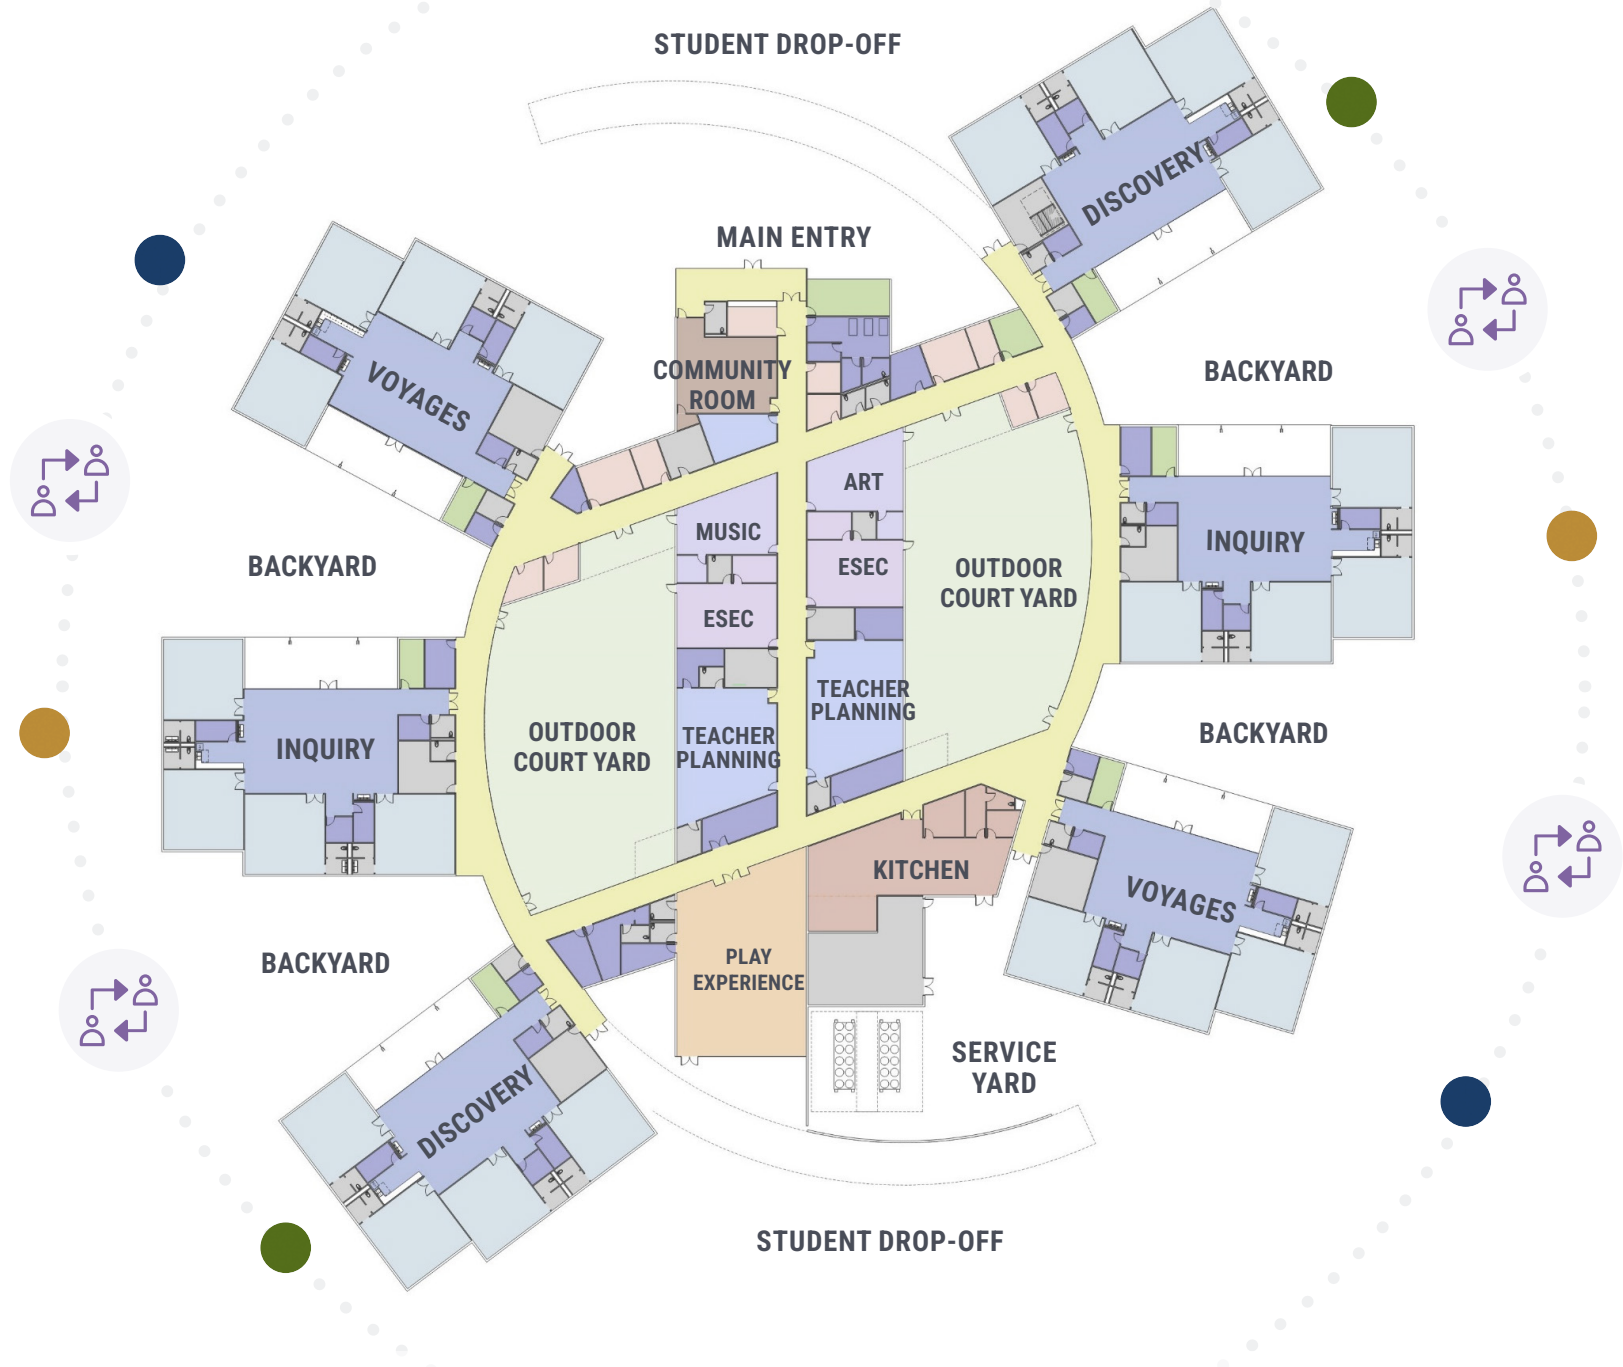 STUDENT DROP-OFF
DISCOVERY
MAIN ENTRY
VOYAGES
COMMUNITY
ROOM
BACKYARD
ART
MUSIC
INQUIRY
BACKYARD
ESEC
OUTDOOR
COURT YARD
ESEC
TEACHER
PLANNING
BACKYARD
INQUIRY
OUTDOOR
COURT YARD
TEACHER
PLANNING
KITCHEN
VOYAGES
BACKYARD
PLAY
EXPERIENCE
SERVICE
YARD
DISCOVERY
STUDENT DROP-OFF